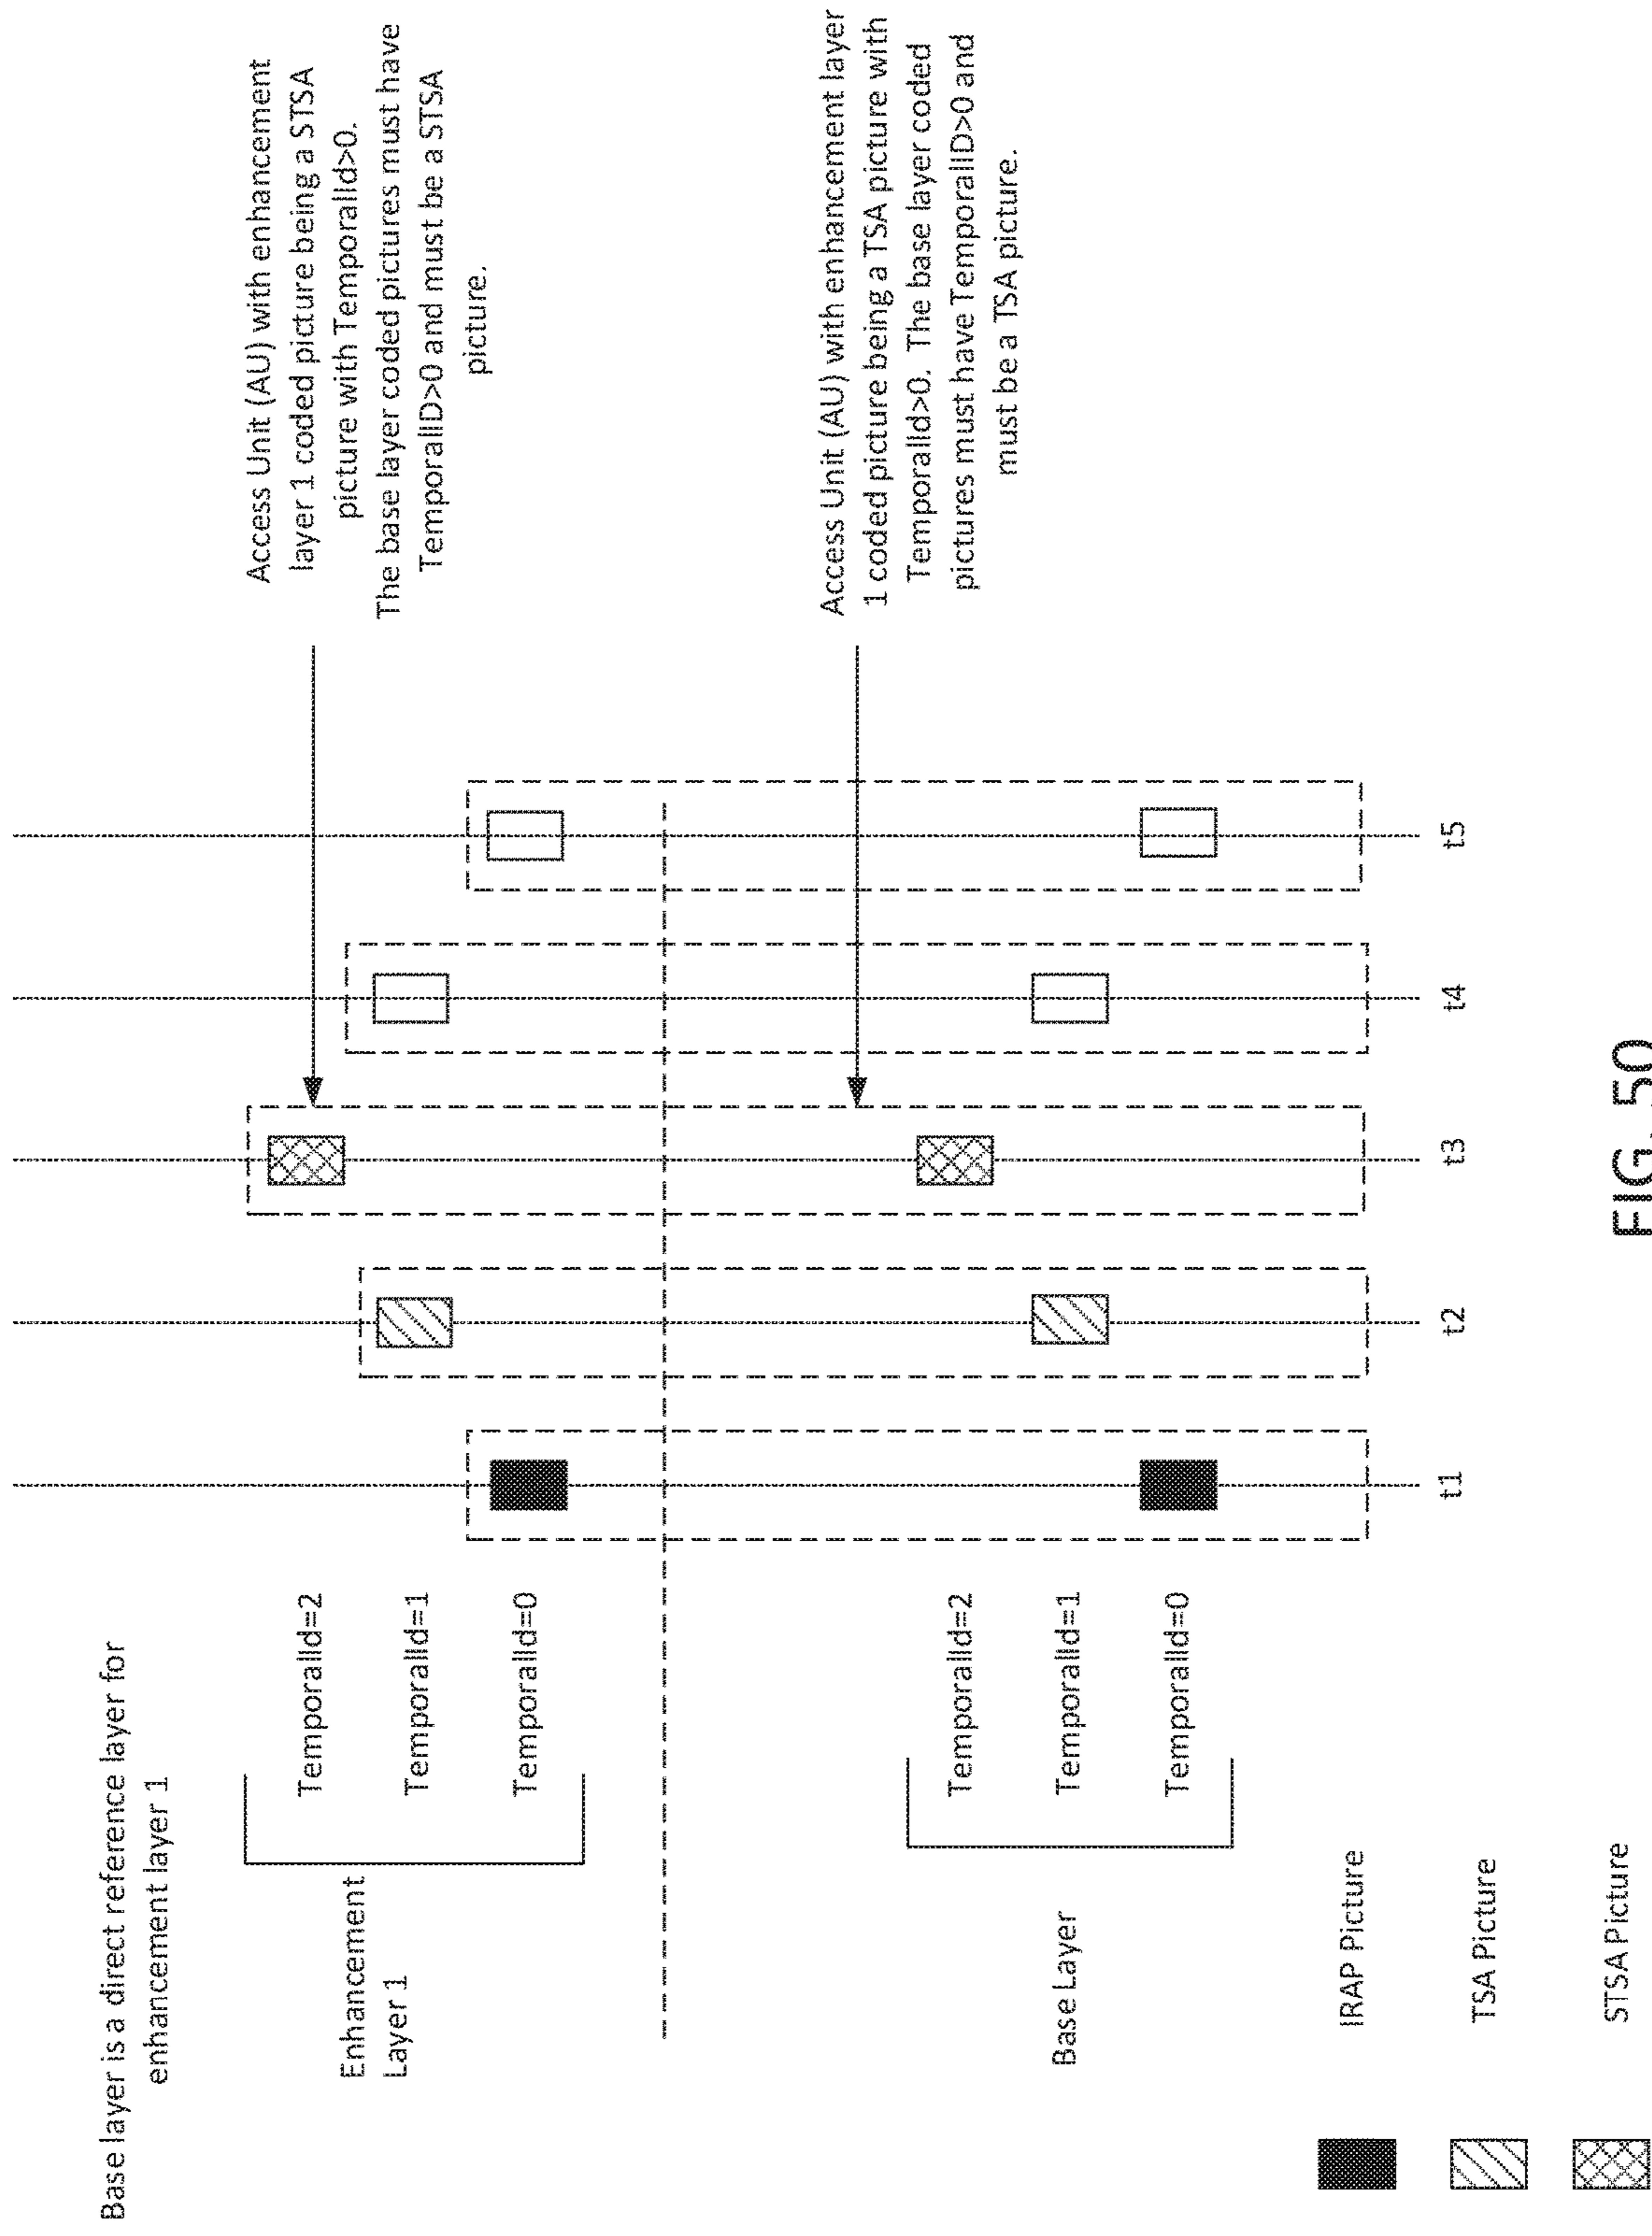 Base layer is a direct reference layer for
enhancement layer 1
Access Unit (AU) with enhancement
layer 1 coded picture being a STSA
picture with TemporalId>0.
The base layer coded pictures must have
TemporalID>0 and must be a STSA
picture.
Enhancement
Layer 1
TemporalId=2
TemporalId=1
TemporalId=0
Access Unit (AU) with enhancement layer
1 coded picture being a TSA picture with
TemporalId>0. The base layer coded
pictures must have TemporalID>0 and
must be a TSA picture.
Base Layer
TemporalId=2
TemporalId=1
TemporalId=0
t1
t2
t3
t4
t5
IRAP Picture
TSA Picture
STSA Picture
FIG. 50